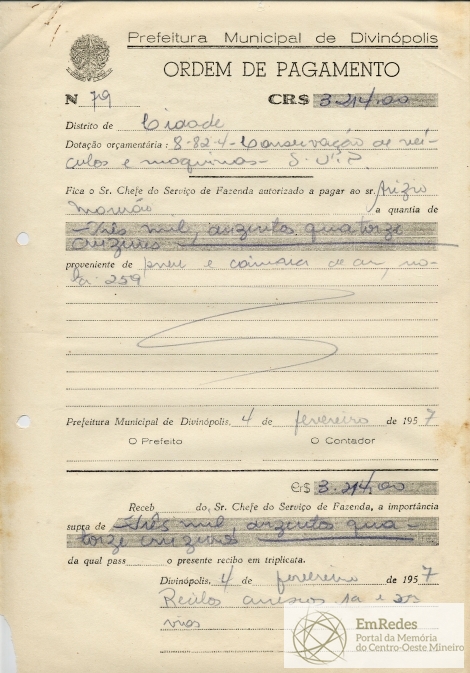 Prefeitura Municipal de Divinópolis
ORDEM DE PAGAMENTO
N 79 CR$ 3.214,00
Distrito de Cidade
Dotação orçamentária: 8-82-4-Conservação de veí-
culos e maquinas-
Fica o Sr. Chefe do Serviço de Fazenda autorizado a pagar ao sr.
a quantia de
-Três mil, duzentos quatorze
cruzeiros
proveniente de pneu e camara de ar, no-
ta 259
Prefeitura Municipal de Divinópolis, 4 de fevereiro de 1957
O Prefeito O Contador
Cr$ 3.214,00
Receb do, Sr. Chefe do Serviço de Fazenda, a importância
supra de -Três mil, duzentos qua-
torze cruzeiros,
da qual pass o presente recibo em triplicata.
Divinópolis, 4 de fevereiro de 1957
Recibos anexos 1a e 2as
vias
EmRedes
Portal da Memória
do Centro-Oeste Mineiro